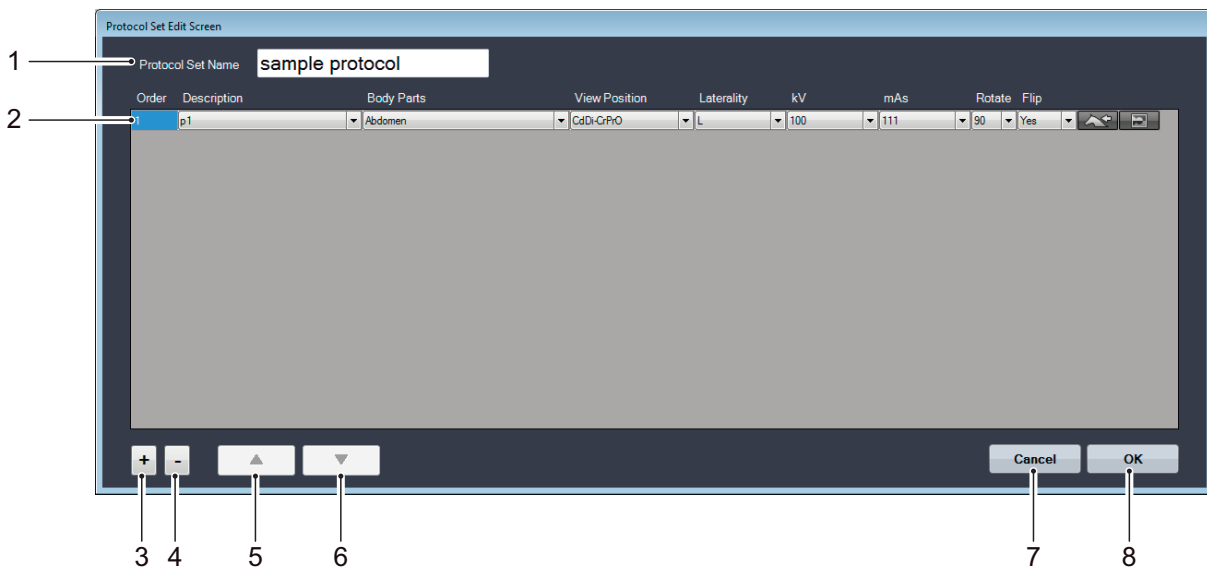 Protocol Set Edit Screen
1 Protocol Set Name sample protocol
Order Description Body Parts View Position Laterality kV mAs Rotate Flip
2 1 p1 Abdomen CdDi-CrPrO L 100 111 90 Yes
+ - Cancel OK
3 4 5 6 7 8